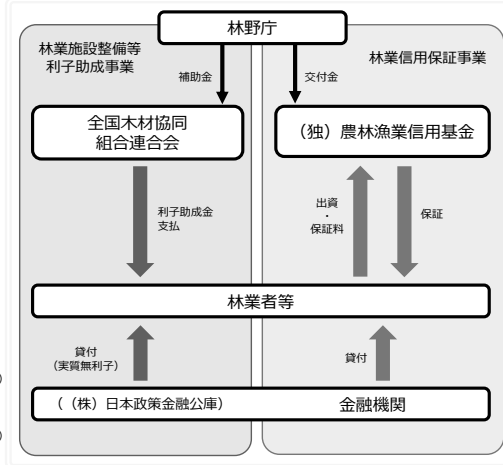 林野庁
林業施設整備等
利子助成事業
林業信用保証事業
補助金
交付金
全国木材協同
組合連合会
（独）農林漁業信用基金
利子助成金
支払
出資
・
保証料
保証
林業者等
貸付
（実質無利子）
貸付
（（株）日本政策金融公庫）
金融機関
）
）